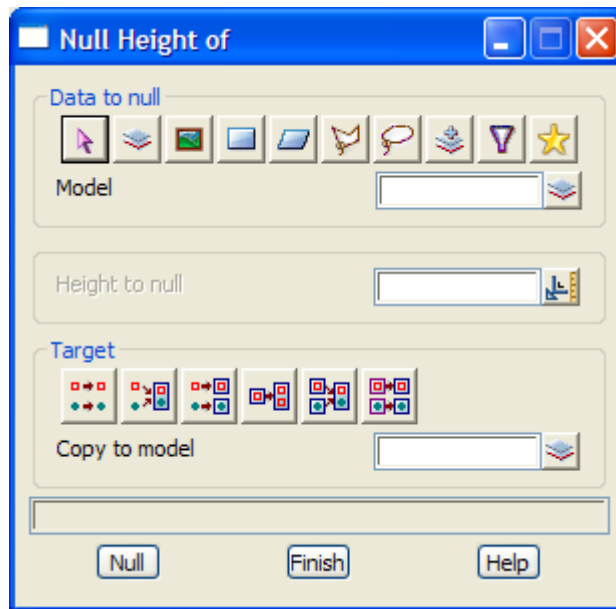 Null Height of
Data to null
Model
Height to null
Target
Copy to model
Null Finish Help